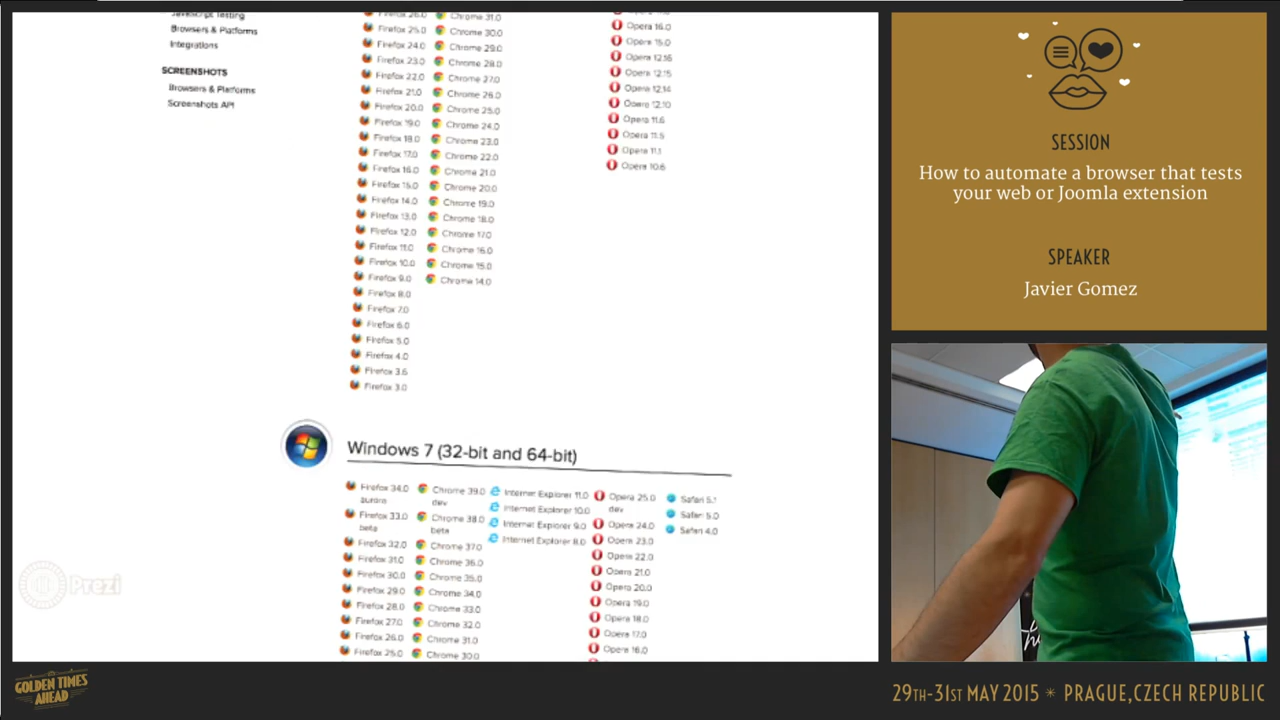 JavaScript Testing
Browsers & Platforms
Integrations
SCREENSHOTS
Browsers & Platforms
Screenshots API
Firefox 26.0
Firefox 25.0
Firefox 24.0
Firefox 23.0
Firefox 22.0
Firefox 21.0
Firefox 20.0
Firefox 19.0
Firefox 18.0
Firefox 17.0
Firefox 16.0
Firefox 15.0
Firefox 14.0
Firefox 13.0
Firefox 12.0
Firefox 11.0
Firefox 10.0
Firefox 9.0
Firefox 8.0
Firefox 7.0
Firefox 6.0
Firefox 5.0
Firefox 4.0
Firefox 3.6
Firefox 3.0
Chrome 31.0
Chrome 30.0
Chrome 29.0
Chrome 28.0
Chrome 27.0
Chrome 26.0
Chrome 25.0
Chrome 24.0
Chrome 23.0
Chrome 22.0
Chrome 21.0
Chrome 20.0
Chrome 19.0
Chrome 18.0
Chrome 17.0
Chrome 16.0
Chrome 15.0
Chrome 14.0
Opera 16.0
Opera 15.0
Opera 12.16
Opera 12.15
Opera 12.14
Opera 12.10
Opera 11.6
Opera 11.5
Opera 11.1
Opera 10.6
Windows 7 (32-bit and 64-bit)
Firefox 34.0
aurora
Firefox 33.0
beta
Firefox 32.0
Firefox 31.0
Firefox 30.0
Firefox 29.0
Firefox 28.0
Firefox 27.0
Firefox 26.0
Firefox 25.0
Chrome 39.0
dev
Chrome 38.0
beta
Chrome 37.0
Chrome 36.0
Chrome 35.0
Chrome 34.0
Chrome 33.0
Chrome 32.0
Chrome 31.0
Chrome 30.0
Internet Explorer 11.0
Internet Explorer 10.0
Internet Explorer 9.0
Internet Explorer 8.0
Opera 25.0
dev
Opera 24.0
Opera 23.0
Opera 22.0
Opera 21.0
Opera 20.0
Opera 19.0
Opera 18.0
Opera 17.0
Opera 16.0
Safari 5.1
Safari 5.0
Safari 4.0
Prezi
SESSION
How to automate a browser that tests
your web or Joomla extension
SPEAKER
Javier Gomez
GOLDEN TIMES
AHEAD
29TH-31ST MAY 2015 * PRAGUE, CZECH REPUBLIC